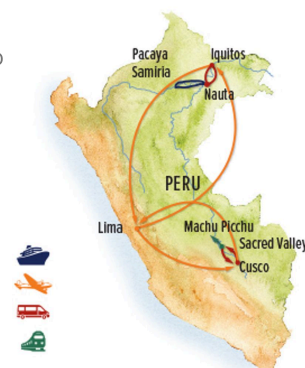 Pacaya
Samiria
Iquitos
Nauta
PERU
Lima
Machu Picchu
Sacred Valley
Cusco